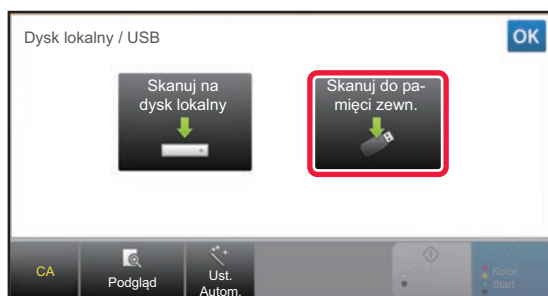 Dysk lokalny / USB
OK
Skanuj na
dysk lokalny
Skanuj do pa-
mięci zewn.
CA
Podgląd
Ust.
Autom.
Kolor
Start